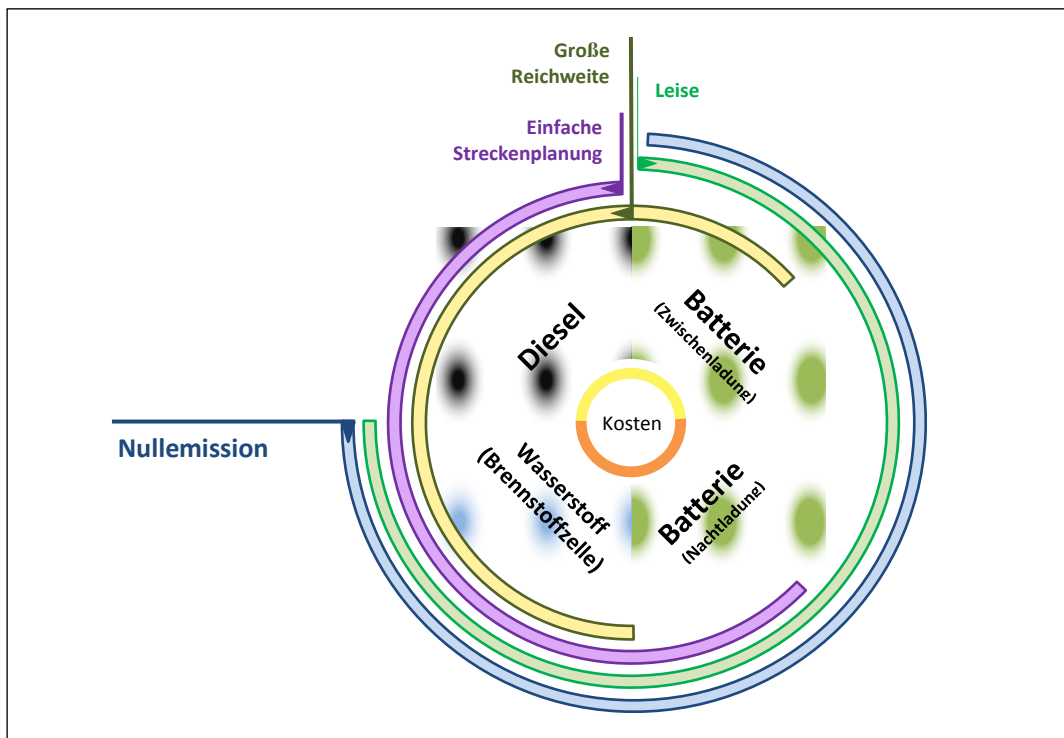 Große
Reichweite
Leise
Einfache
Streckenplanung
Diesel
Batterie
(Zwischenladung)
Kosten
Nullemission
Wasserstoff
(Brennstoffzelle)
Batterie
(Nachtladung)